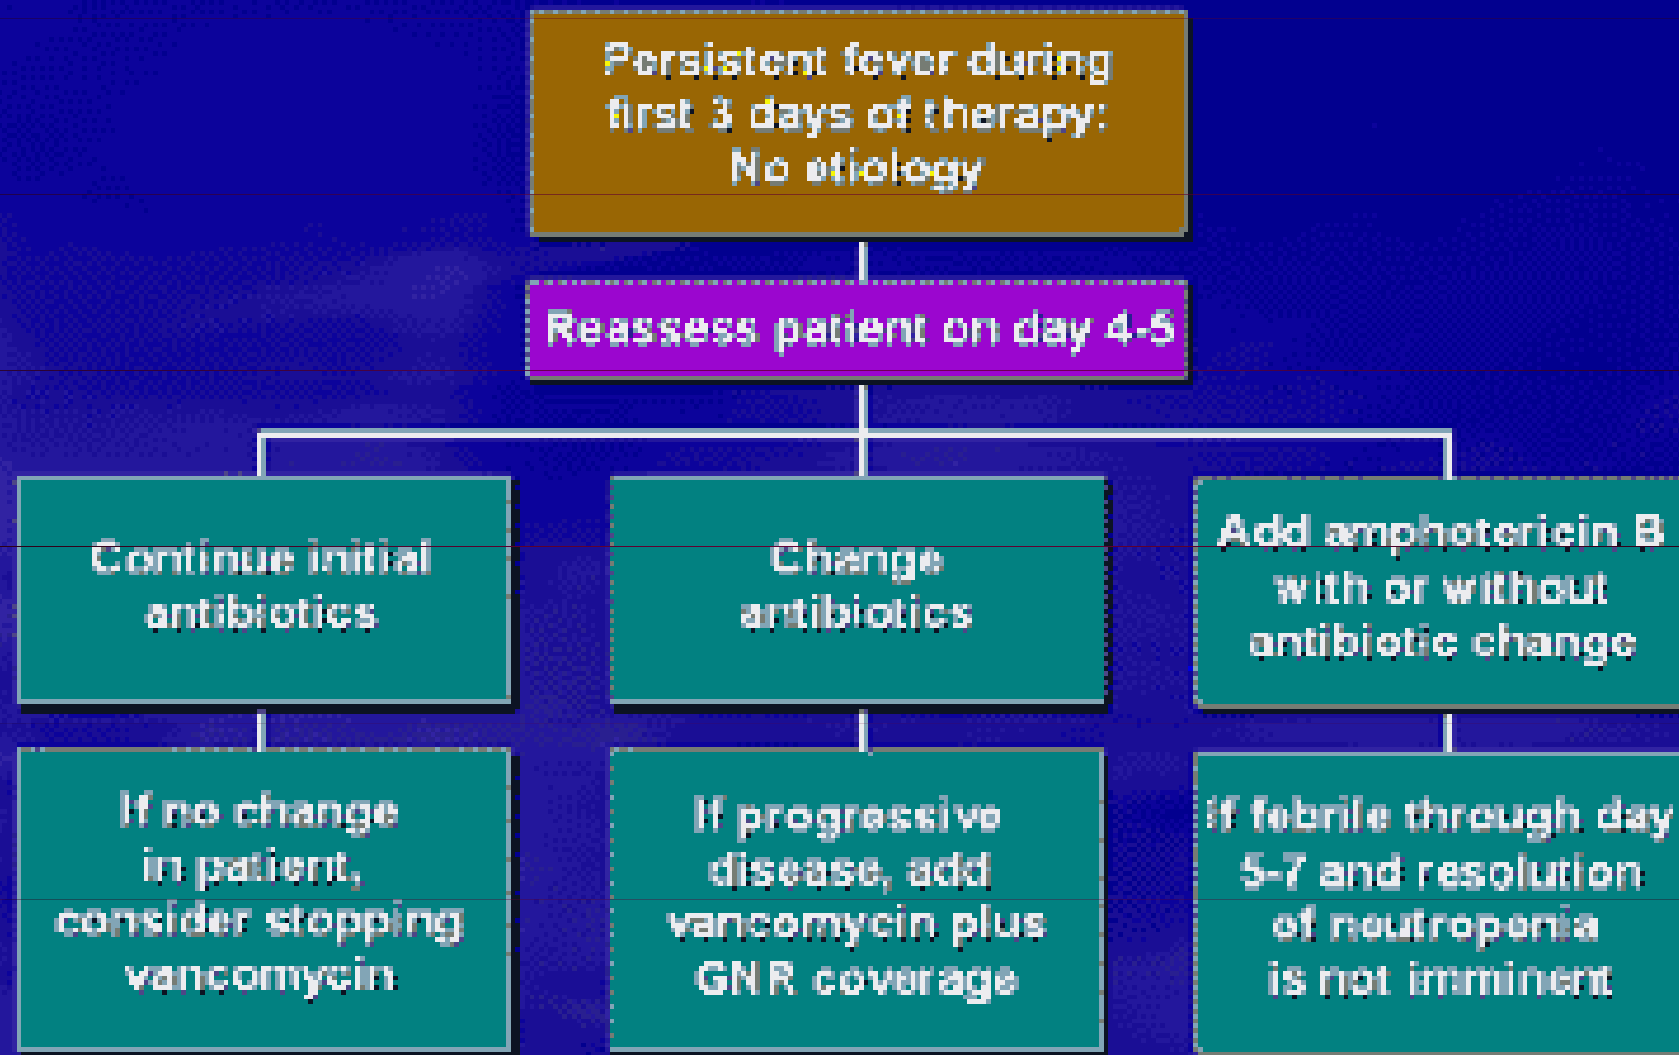 Persistent fever during
first 3 days of therapy:
No etiology
Reassess patient on day 4-5
Continue initial
antibiotics
Change
antibiotics
Add amphotericin B
with or without
antibiotic change
If no change
in patient,
consider stopping
vancomycin
If progressive
disease, add
vancomycin plus
GNR coverage
If febrile through day
5-7 and resolution
of neutropenia
is not imminent